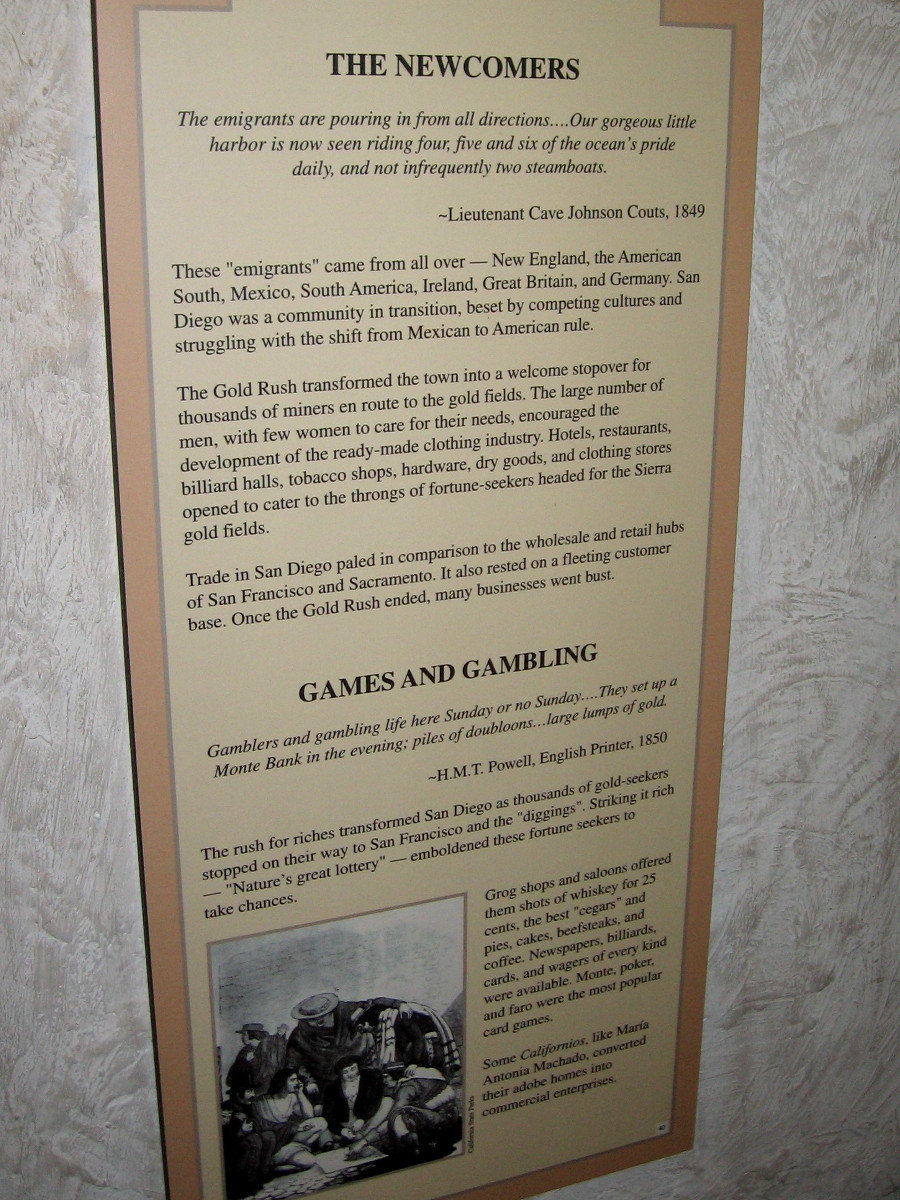 THE NEWCOMERS
The emigrants are pouring in from all directions....Our gorgeous little
harbor is now seen riding four, five and six of the ocean's pride
daily, and not infrequently two steamboats.
~Lieutenant Cave Johnson Couts, 1849
These "emigrants" came from all over — New England, the American
South, Mexico, South America, Ireland, Great Britain, and Germany. San
Diego was a community in transition, beset by competing cultures and
struggling with the shift from Mexican to American rule.
The Gold Rush transformed the town into a welcome stopover for
thousands of miners en route to the gold fields. The large number of
men, with few women to care for their needs, encouraged the
development of the ready-made clothing industry. Hotels, restaurants,
billiard halls, tobacco shops, hardware, dry goods, and clothing stores
opened to cater to the throngs of fortune-seekers headed for the Sierra
gold fields.
Trade in San Diego paled in comparison to the wholesale and retail hubs
of San Francisco and Sacramento. It also rested on a fleeting customer
base. Once the Gold Rush ended, many businesses went bust.
GAMES AND GAMBLING
Gamblers and gambling life here Sunday or no Sunday....They set up a
Monte Bank in the evening; piles of doubloons...large lumps of gold.
~H.M.T. Powell, English Printer, 1850
The rush for riches transformed San Diego as thousands of gold-seekers
stopped on their way to San Francisco and the "diggings". Striking it rich
— "Nature's great lottery" — emboldened these fortune seekers to
take chances.
Grog shops and saloons offered
them shots of whiskey for 25
cents, the best "cegars" and
pies, cakes, beefsteaks, and
coffee. Newspapers, billiards,
cards, and wagers of every kind
were available. Monte, poker,
and faro were the most popular
card games.
Some Californios, like María
Antonia Machado, converted
their adobe homes into
commercial enterprises.
California State Parks